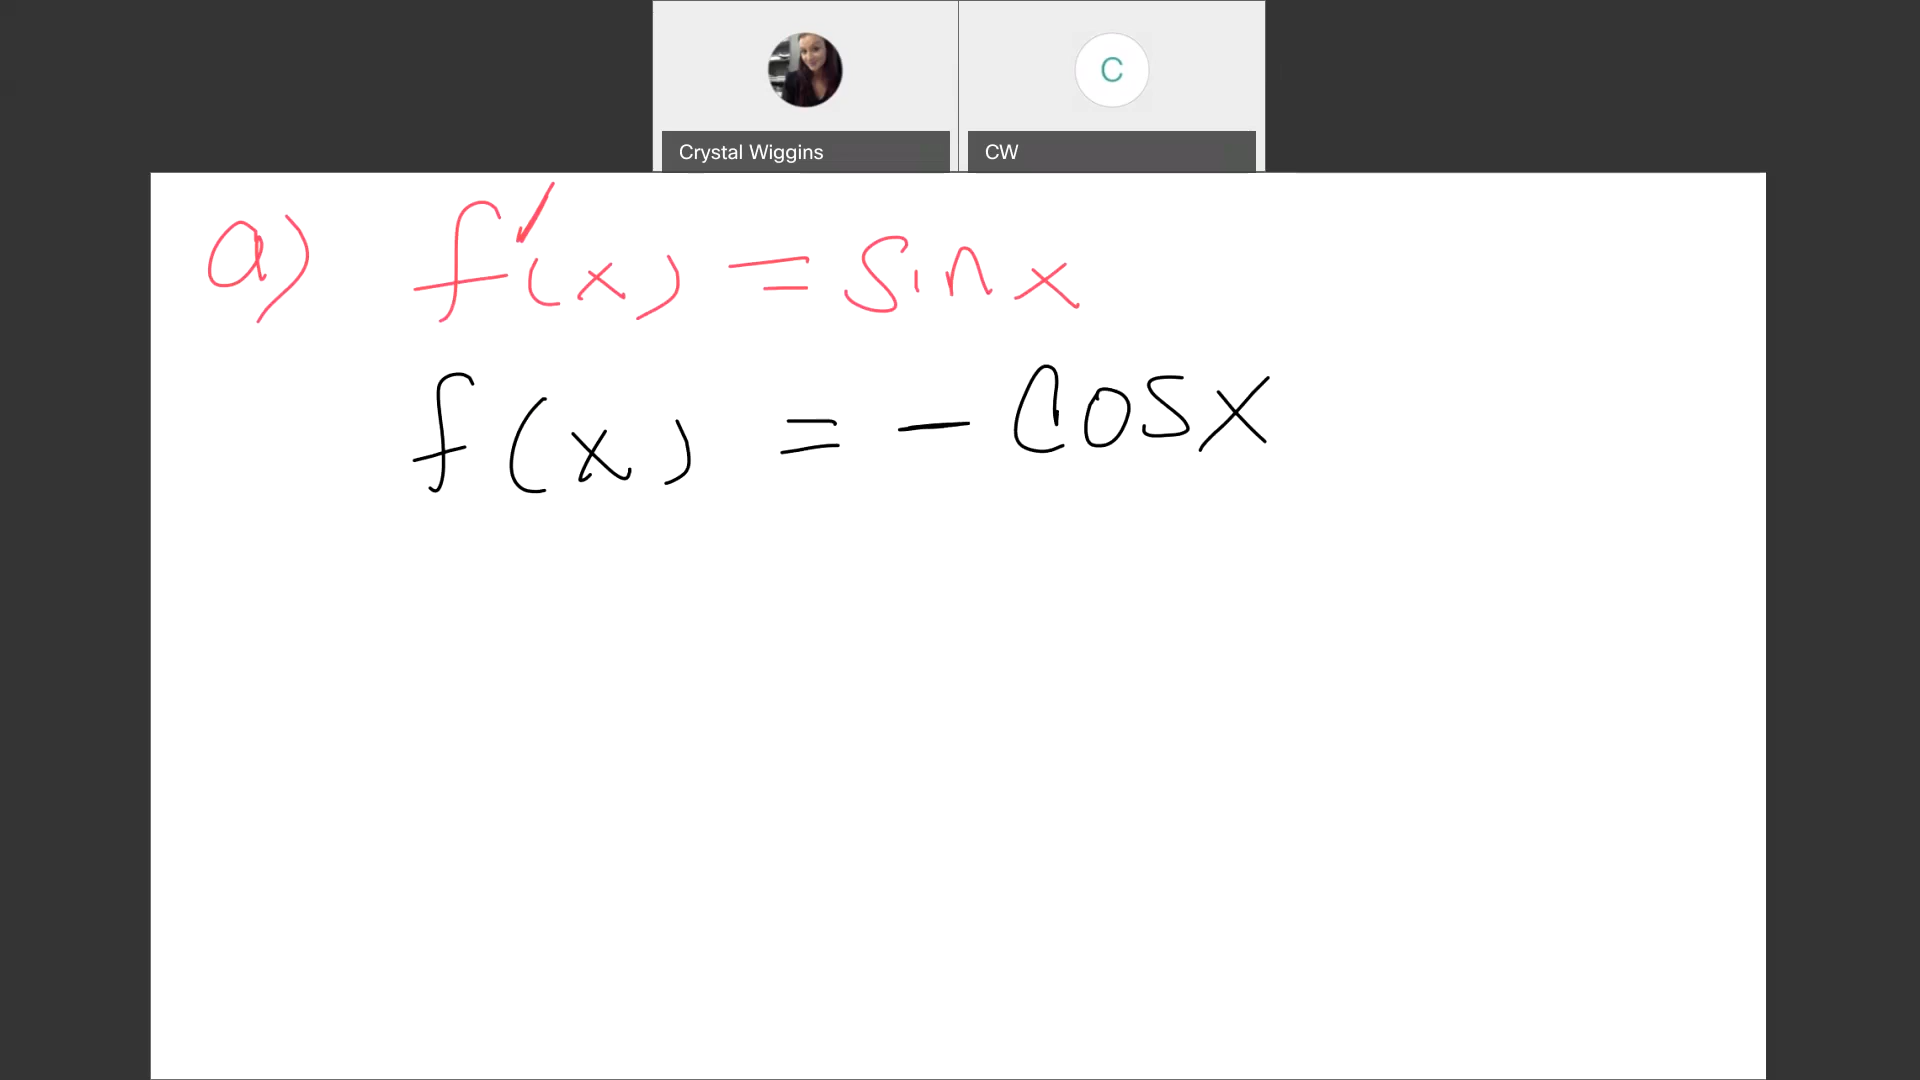 C
Crystal Wiggins
CW
a) f'(x) = sin x
f(x) = - cos x